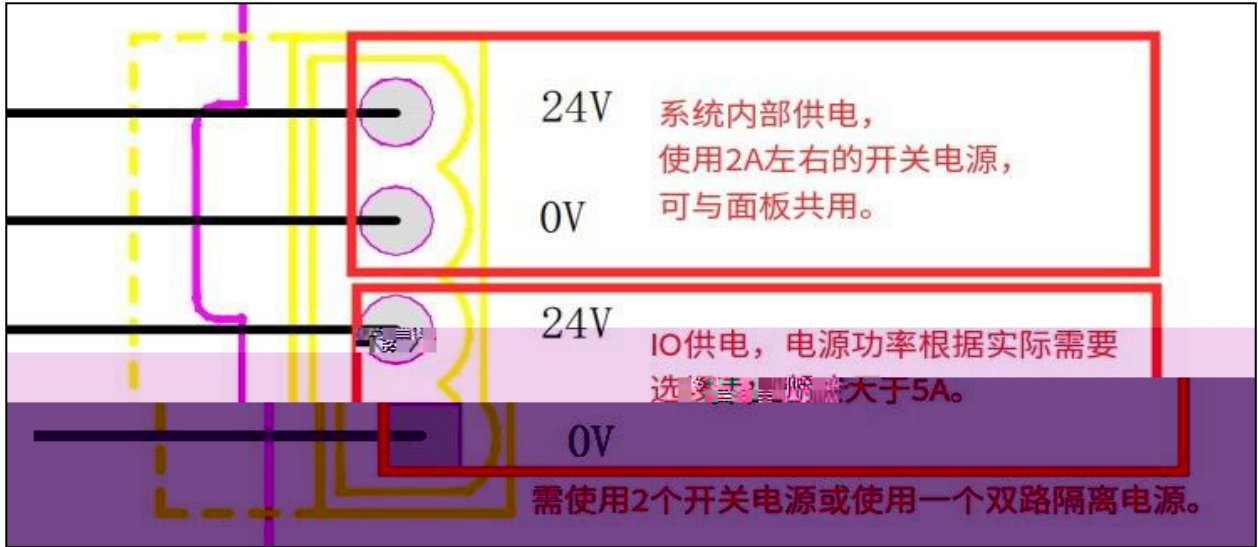 24V
系统内部供电，
使用2A左右的开关电源，
可与面板共用。
0V
24V
IO供电，电源功率根据实际需要
选 大于5A。
0V
需使用2个开关电源或使用一个双路隔离电源。